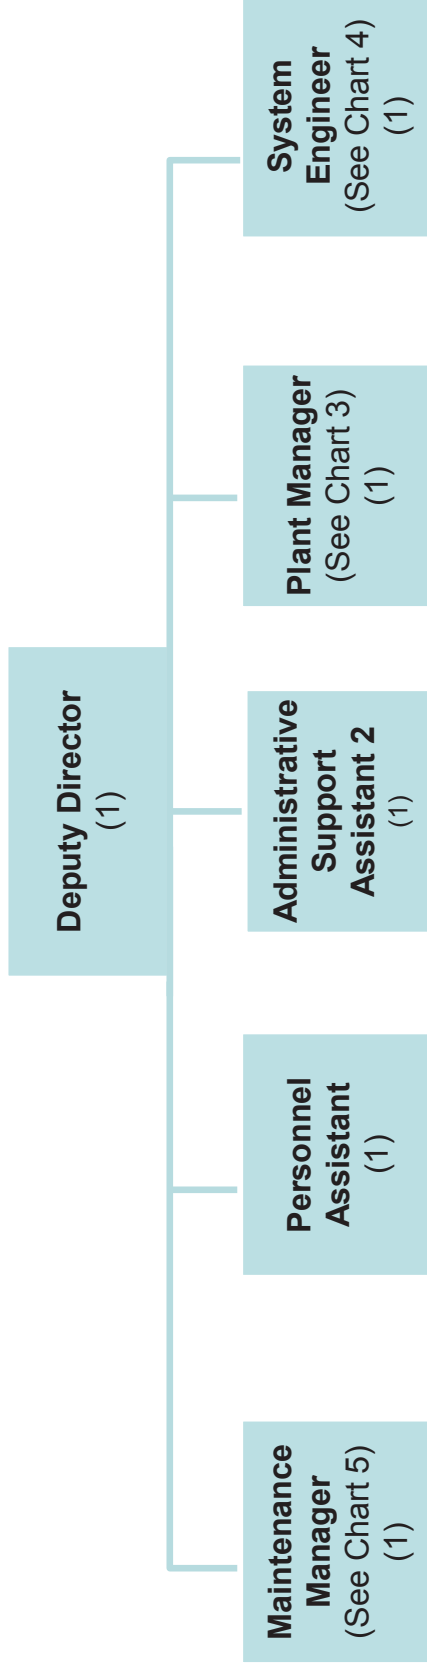 Deputy Director
(1)
Maintenance
Manager
(See Chart 5)
(1)
Personnel
Assistant
(1)
Administrative
Support
Assistant 2
(1)
Plant Manager
(See Chart 3)
(1)
System
Engineer
(See Chart 4)
(1)